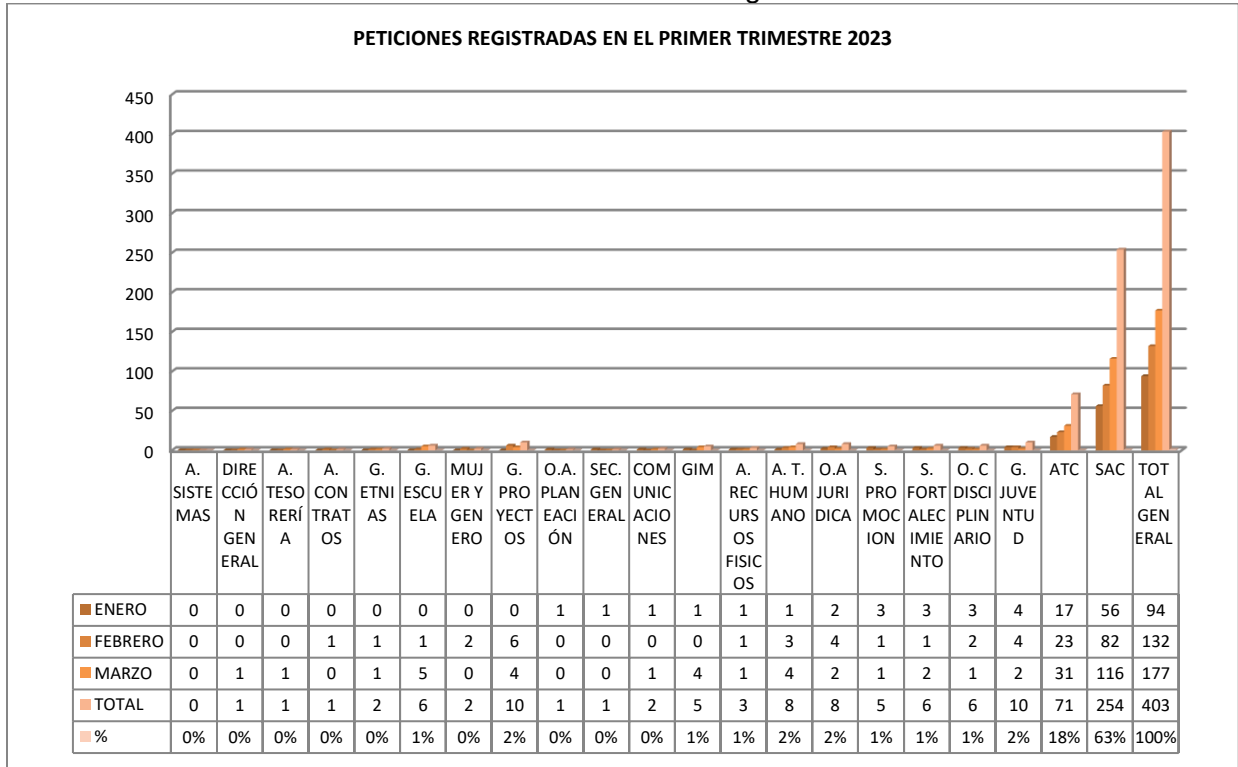 PETICIONES REGISTRADAS EN EL PRIMER TRIMESTRE 2023
450
400
350
300
250
200
150
100
50
0
A. SISTEMAS DIRECCIÓN GENERAL A. TESORERÍA A. CONTRATOS G. ETNIAS G. ESCUELA MUJER Y GENERO G. PROYECTOS O.A. PLANEACIÓN SEC. GENERAL COMUNICACIONES GIM A. RECURSOS FISICOS A. T. HUMANO O.A JURIDICA S. PROMOCION S. FORTALECIMIENTO O. C DISCIPLINARIO G. JUVENTUD ATC SAC TOTAL GENERAL
ENERO 0 0 0 0 0 0 0 0 1 1 1 1 1 1 2 3 3 3 4 17 56 94
FEBRERO 0 0 0 1 1 1 2 6 0 0 0 0 1 3 4 1 1 2 4 23 82 132
MARZO 0 1 1 0 1 5 0 4 0 0 1 4 1 4 2 1 2 1 2 31 116 177
TOTAL 0 1 1 1 2 6 2 10 1 1 2 5 3 8 8 5 6 6 10 71 254 403
% 0% 0% 0% 0% 0% 1% 0% 2% 0% 0% 0% 1% 1% 2% 2% 1% 1% 1% 2% 18% 63% 100%